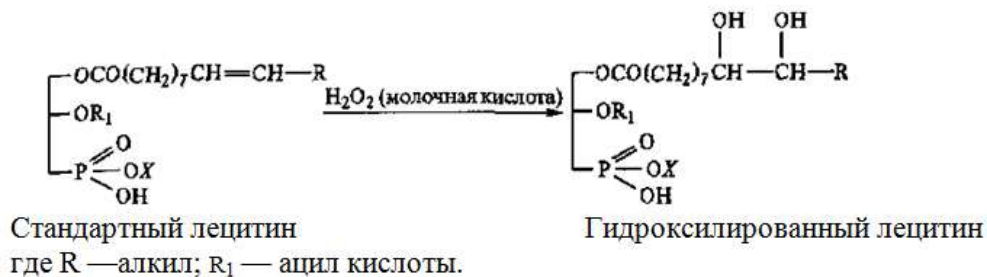 OH OH
OCO(CH₂)₇CH=CH—R OCO(CH₂)₇CH—CH—R
H₂O₂ (молочная кислота)
OR₁ OR₁
O O
P—OX P—OX
OH OH
Стандартный лецитин Гидроксилированный лецитин
где R —алкил; R₁ — ацил кислоты.